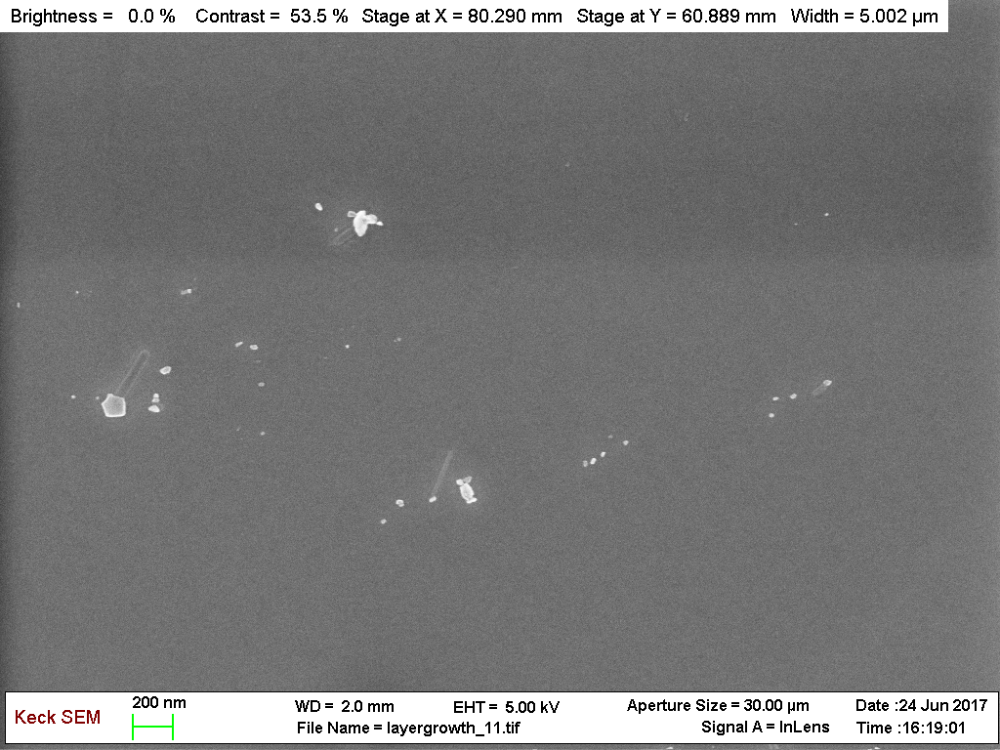 Brightness = 0.0 % Contrast = 53.5 % Stage at X = 80.290 mm Stage at Y = 60.889 mm Width = 5.002 µm
Keck SEM
200 nm
WD = 2.0 mm EHT = 5.00 kV Aperture Size = 30.00 µm Date :24 Jun 2017
File Name = layergrowth_11.tif Signal A = InLens Time :16:19:01